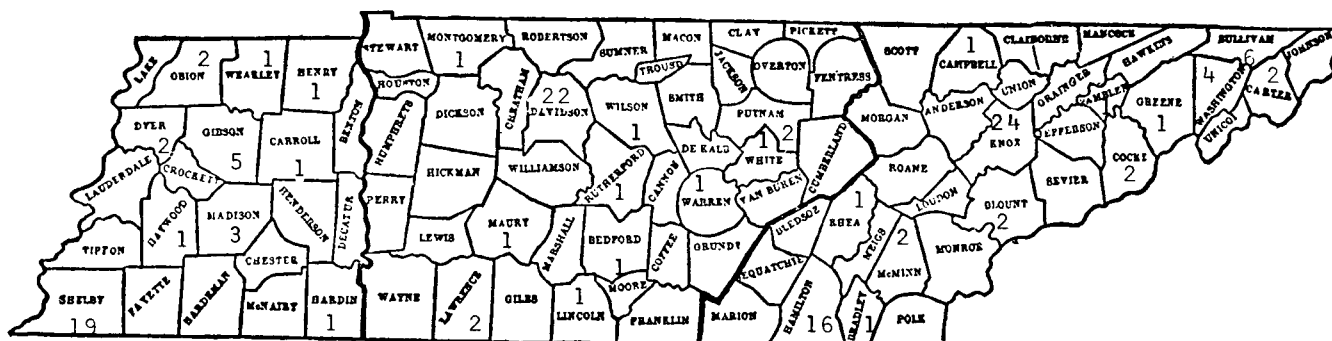 LAKE
OBION
2
WEARLEY
1
HENRY
1
STEWART
MONTGOMERY
1
ROBERTSON
SUMNER
MACON
CLAY
PICKETT
SCOTT
1
CAMPBELL
CLAIBORNE
HANCOCK
HAWKINS
SULLIVAN
6
JOHNSON
HOUSTON
TROUSD
JACKSON
OVERTON
FENTRESS
UNION
GRAINGER
4
WASHINGTON
2
CARTER
UNICOI
DYER
2
GIBSON
5
CARROLL
1
BENTON
HUMPHREYS
DICKSON
CHEATHAM
22
DAVIDSON
WILSON
1
SMITH
PUTNAM
2
MORGAN
ANDERSON
24
KNOX
HAMBLEN
JEFFERSON
GREENE
1
LAUDERDALE
CROCKETT
DE KALB
1
WHITE
CUMBERLAND
ROANE
LOUDON
SEVIER
COCKE
2
HAYWOOD
1
MADISON
3
HENDERSON
DECATUR
PERRY
HICKMAN
WILLIAMSON
RUTHERFORD
1
CANNON
1
WARREN
VAN BUREN
BLEDSOE
1
RHEA
MEIGS
BLOUNT
2
TIPTON
CHESTER
LEWIS
MAURY
1
MARSHALL
BEDFORD
1
COFFEE
GRUNDY
SEQUATCHIE
2
McMINN
MONROE
SHELBY
19
FAYETTE
HARDEMAN
McNAIRY
HARDIN
1
WAYNE
LAWRENCE
2
GILES
1
LINCOLN
MOORE
FRANKLIN
MARION
HAMILTON
16
BRADLEY
1
POLK